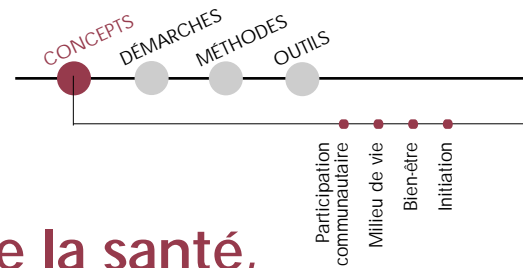 CONCEPTS
DÉMARCHES
MÉTHODES
OUTILS
Participation
communautaire
Milieu de vie
Bien-être
Initiation
e la santé,